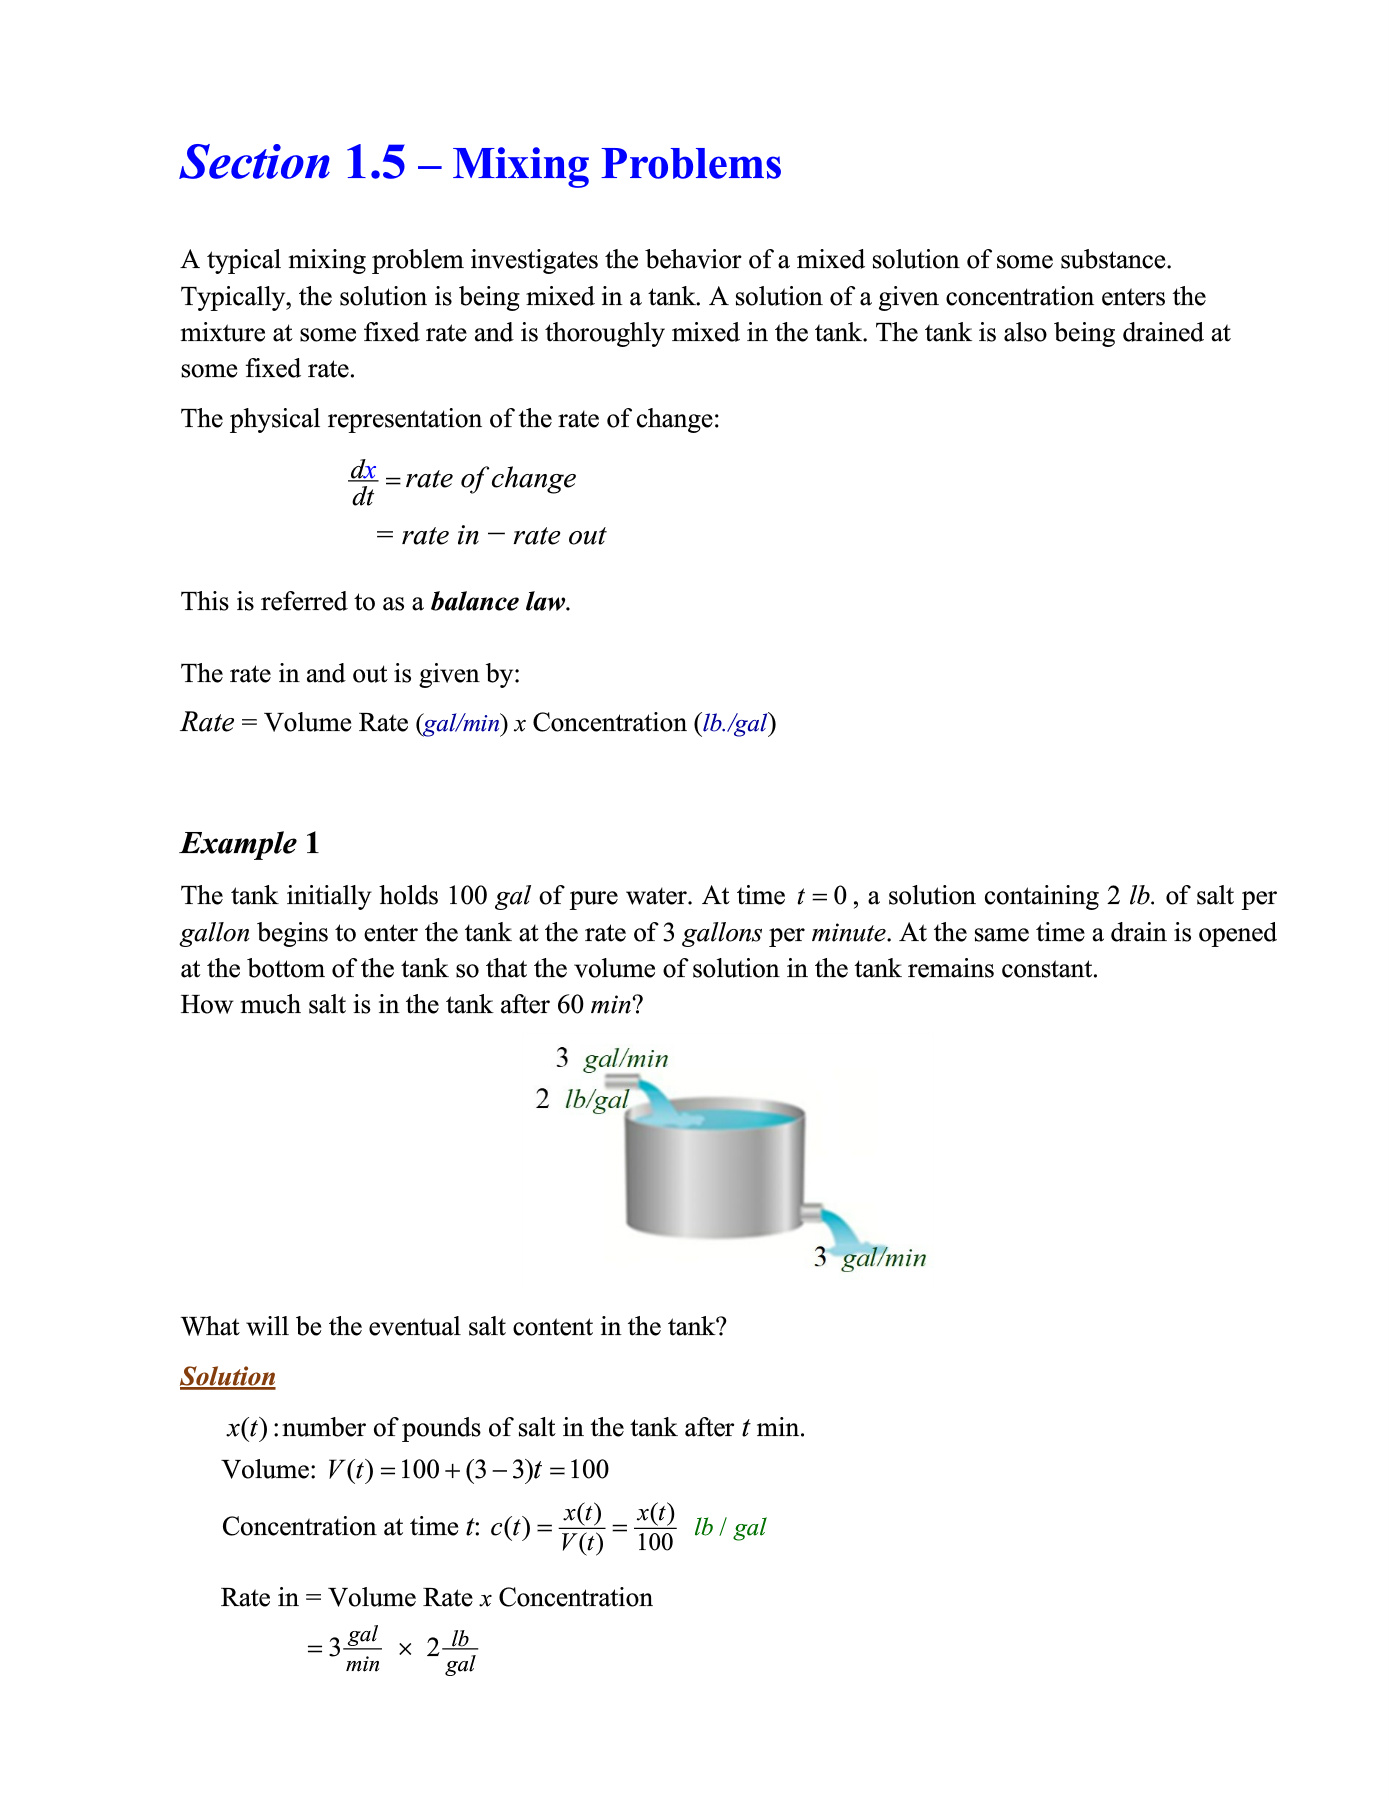 Section 1.5 – Mixing Problems
A typical mixing problem investigates the behavior of a mixed solution of some substance.
Typically, the solution is being mixed in a tank. A solution of a given concentration enters the
mixture at some fixed rate and is thoroughly mixed in the tank. The tank is also being drained at
some fixed rate.
The physical representation of the rate of change:
dx/dt = rate of change
= rate in − rate out
This is referred to as a balance law.
The rate in and out is given by:
Rate = Volume Rate (gal/min) x Concentration (lb./gal)
Example 1
The tank initially holds 100 gal of pure water. At time t = 0, a solution containing 2 lb. of salt per
gallon begins to enter the tank at the rate of 3 gallons per minute. At the same time a drain is opened
at the bottom of the tank so that the volume of solution in the tank remains constant.
How much salt is in the tank after 60 min?
3 gal/min
2 lb/gal
3 gal/min
What will be the eventual salt content in the tank?
Solution
x(t) : number of pounds of salt in the tank after t min.
Volume: V(t) = 100 + (3 − 3)t = 100
Concentration at time t: c(t) = x(t)/V(t) = x(t)/100 lb / gal
Rate in = Volume Rate x Concentration
= 3 gal/min × 2 lb/gal